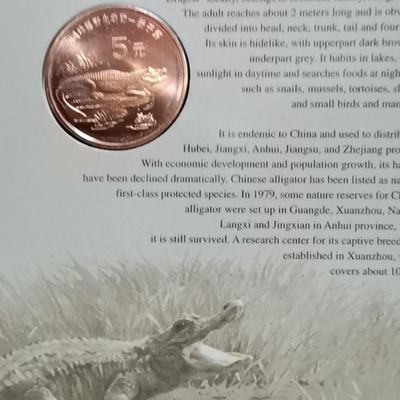 5元
The adult reaches about 2 meters long and is obv
divided into head, neck, trunk, tail and four
Its skin is hidelike, with upperpart dark brow
underpart grey. It habits in lakes,
sunlight in daytime and searches foods at nigh
such as snails, mussels, tortoises, s
and small birds and mam
It is endemic to China and used to distrib
Hubei, Jiangxi, Anhui, Jiangsu, and Zhejiang pro
With economic development and population growth, its ha
have been declined dramatically. Chinese alligator has been listed as na
first-class protected species. In 1979, some nature reserves for C
alligator were set up in Guangde, Xuanzhou, Na
Langxi and Jingxian in Anhui province,
it is still survived. A research center for its captive breed
established in Xuanzhou,
covers about 10